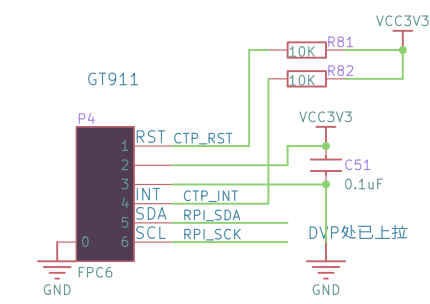 VCC3V3
R81
10K
R82
10K
GT911
VCC3V3
P4
RST CTP_RST
1
2
C51
0.1uF
3
INT CTP_INT
4
SDA RPI_SDA
5
SCL RPI_SCK
0 6
DVP处已上拉
FPC6
GND
GND